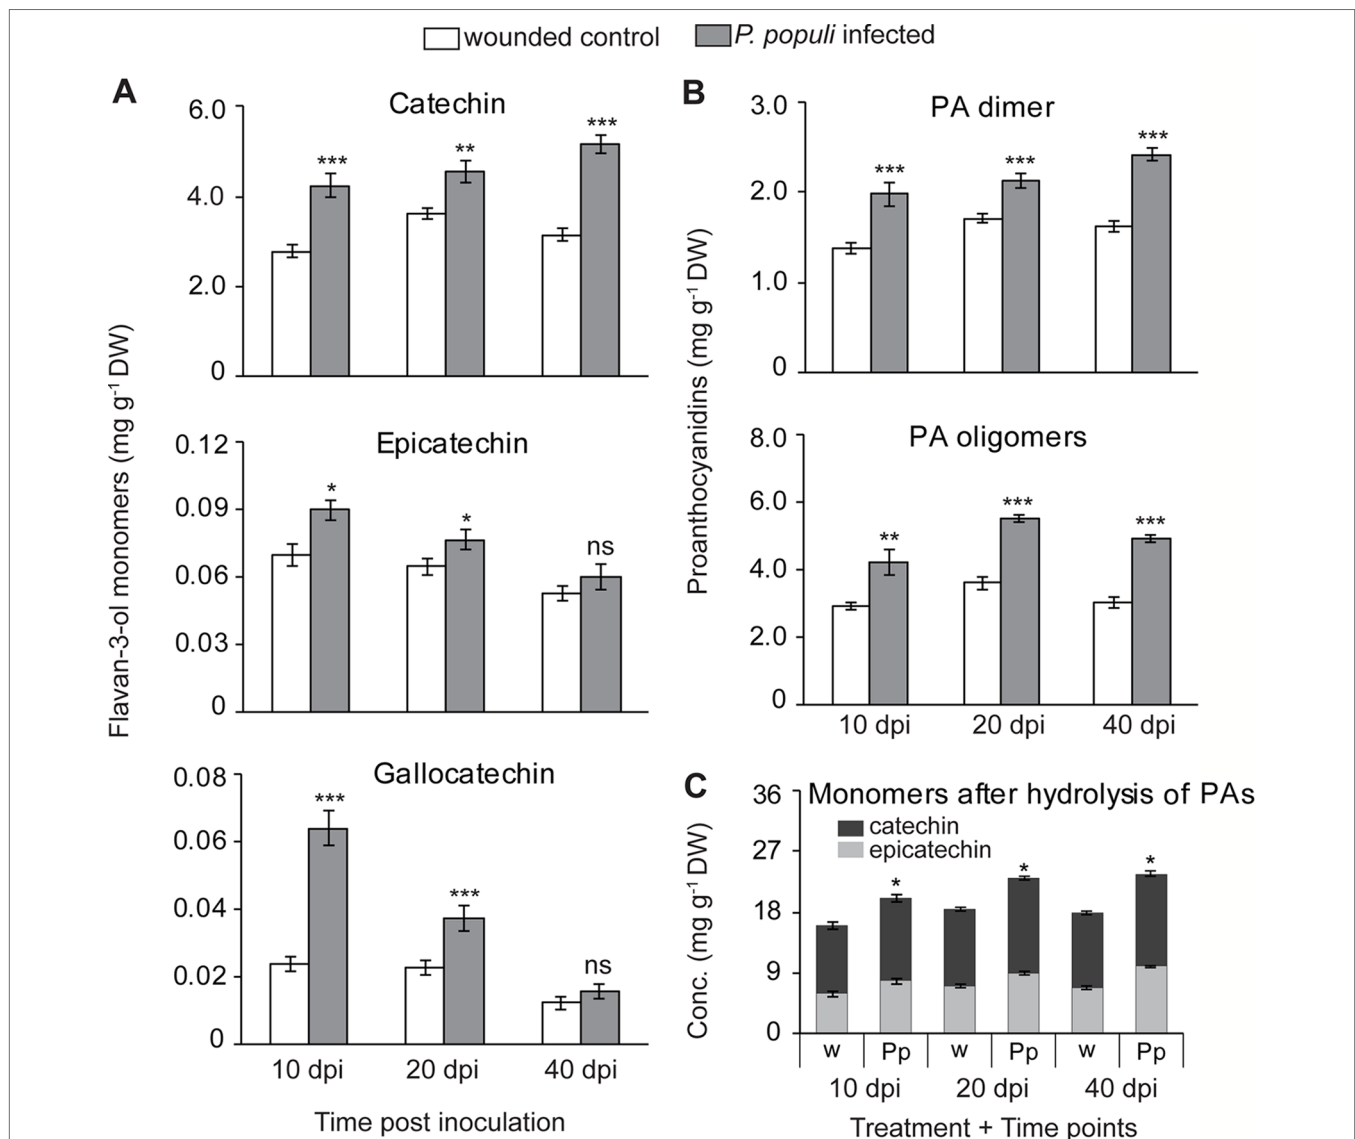 wounded control P. populi infected
A
Flavan-3-ol monomers (mg g-1 DW)
Catechin
6.0
4.0
2.0
0
*** ** ***
Epicatechin
0.12
0.09
0.06
0.03
0
* * ns
Gallocatechin
0.08
0.06
0.04
0.02
0
*** *** ns
10 dpi 20 dpi 40 dpi
Time post inoculation
B
Proanthocyanidins (mg g-1 DW)
PA dimer
3.0
2.0
1.0
0
*** *** ***
PA oligomers
8.0
6.0
4.0
2.0
0
** *** ***
10 dpi 20 dpi 40 dpi
C
Conc. (mg g-1 DW)
Monomers after hydrolysis of PAs
catechin
epicatechin
36
27
18
9
0
* * *
w Pp w Pp w Pp
10 dpi 20 dpi 40 dpi
Treatment + Time points